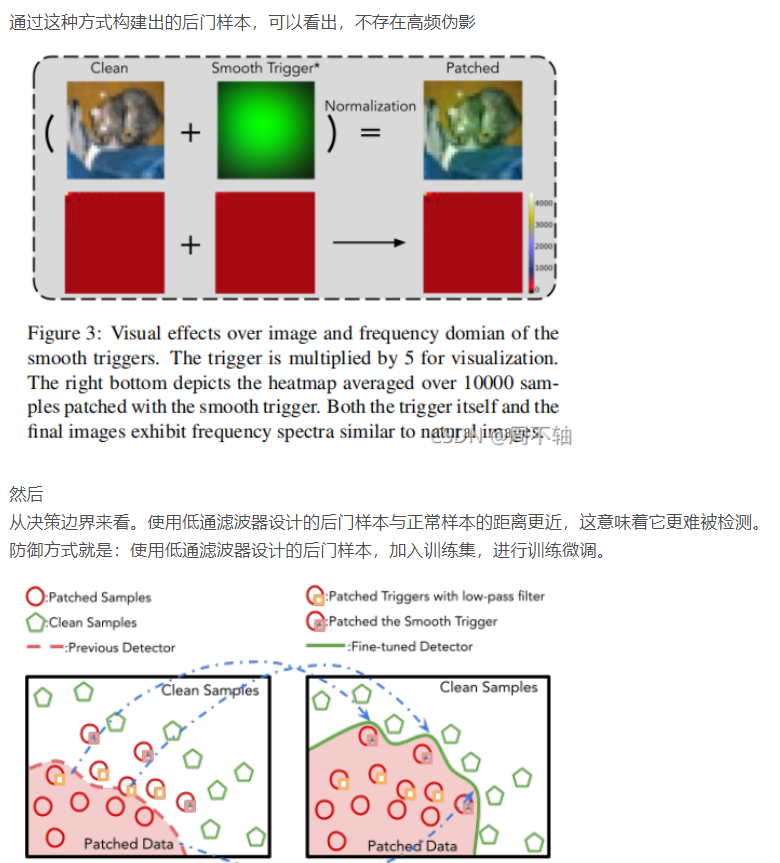 通过这种方式构建出的后门样本，可以看出，不存在高频伪影
Clean
Smooth Trigger*
Patched
(
+
)
Normalization
=
+
4000
3000
2000
1000
0
Figure 3: Visual effects over image and frequency domian of the
smooth triggers. The trigger is multiplied by 5 for visualization.
The right bottom depicts the heatmap averaged over 10000 sam-
ples patched with the smooth trigger. Both the trigger itself and the
final images exhibit frequency spectra similar to natural images.
CSDN @周不轴
然后
从决策边界来看。使用低通滤波器设计的后门样本与正常样本的距离更近，这意味着它更难被检测。
防御方式就是：使用低通滤波器设计的后门样本，加入训练集，进行训练微调。
:Patched Samples
:Patched Triggers with low-pass filter
:Clean Samples
:Patched the Smooth Trigger
:Previous Detector
:Fine-tuned Detector
Clean Samples
Clean Samples
Patched Data
Patched Data